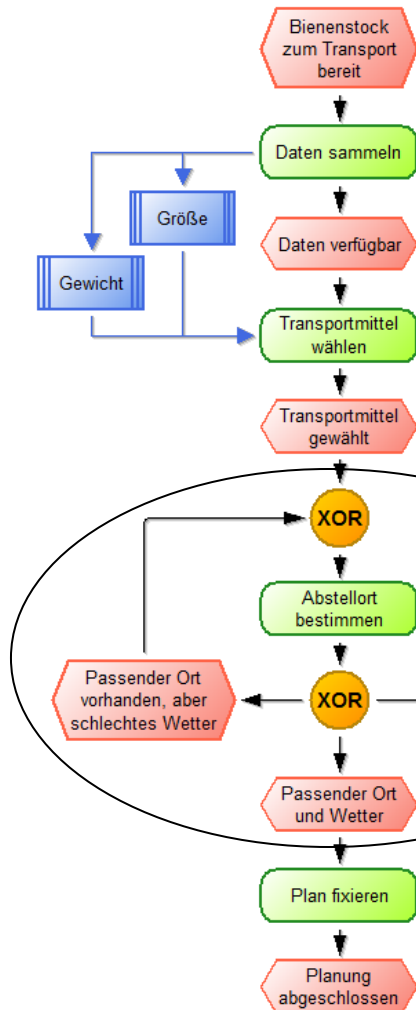 Bienenstock
zum Transport
bereit
Daten sammeln
Größe
Daten verfügbar
Gewicht
Transportmittel
wählen
Transportmittel
gewählt
XOR
Abstellort
bestimmen
Passender Ort
vorhanden, aber
schlechtes Wetter
XOR
Passender Ort
und Wetter
Plan fixieren
Planung
abgeschlossen